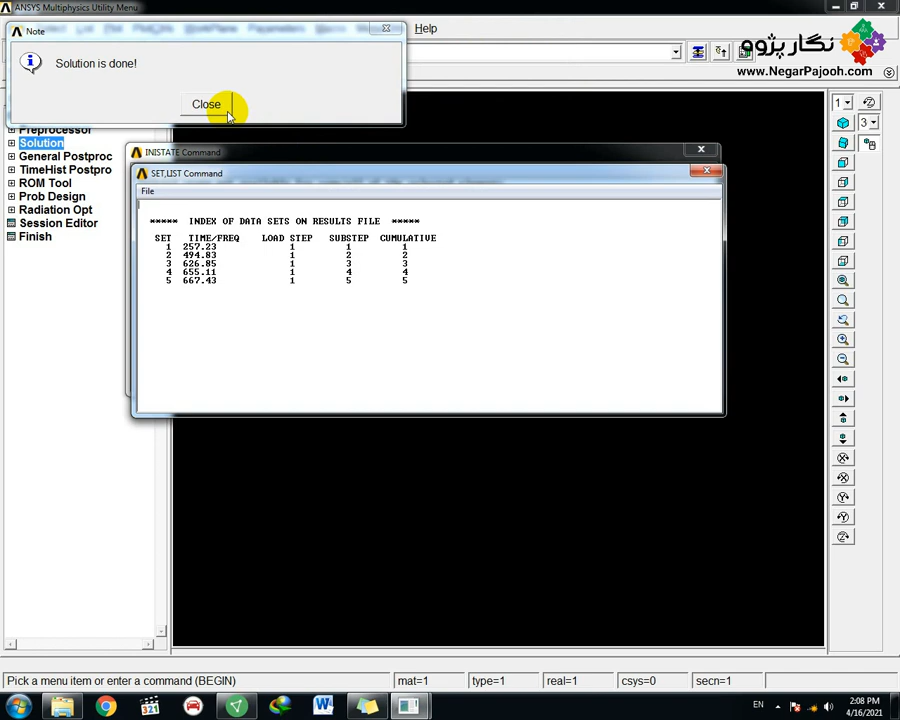 ANSYS Multiphysics Utility Menu
Note
Help
Solution is done!
Close
نگار پژوه
www.NegarPajooh.com
1
3
Preprocessor
Solution
General Postproc
TimeHist Postpro
ROM Tool
Prob Design
Radiation Opt
Session Editor
Finish
INISTATE Command
SET,LIST Command
File
***** INDEX OF DATA SETS ON RESULTS FILE *****
SET TIME/FREQ LOAD STEP SUBSTEP CUMULATIVE
1 257.23 1 1 1
2 494.83 1 2 2
3 626.85 1 3 3
4 655.11 1 4 4
5 667.43 1 5 5
Pick a menu item or enter a command (BEGIN)
mat=1
type=1
real=1
csys=0
secn=1
321
EN
2:08 PM
4/16/2021